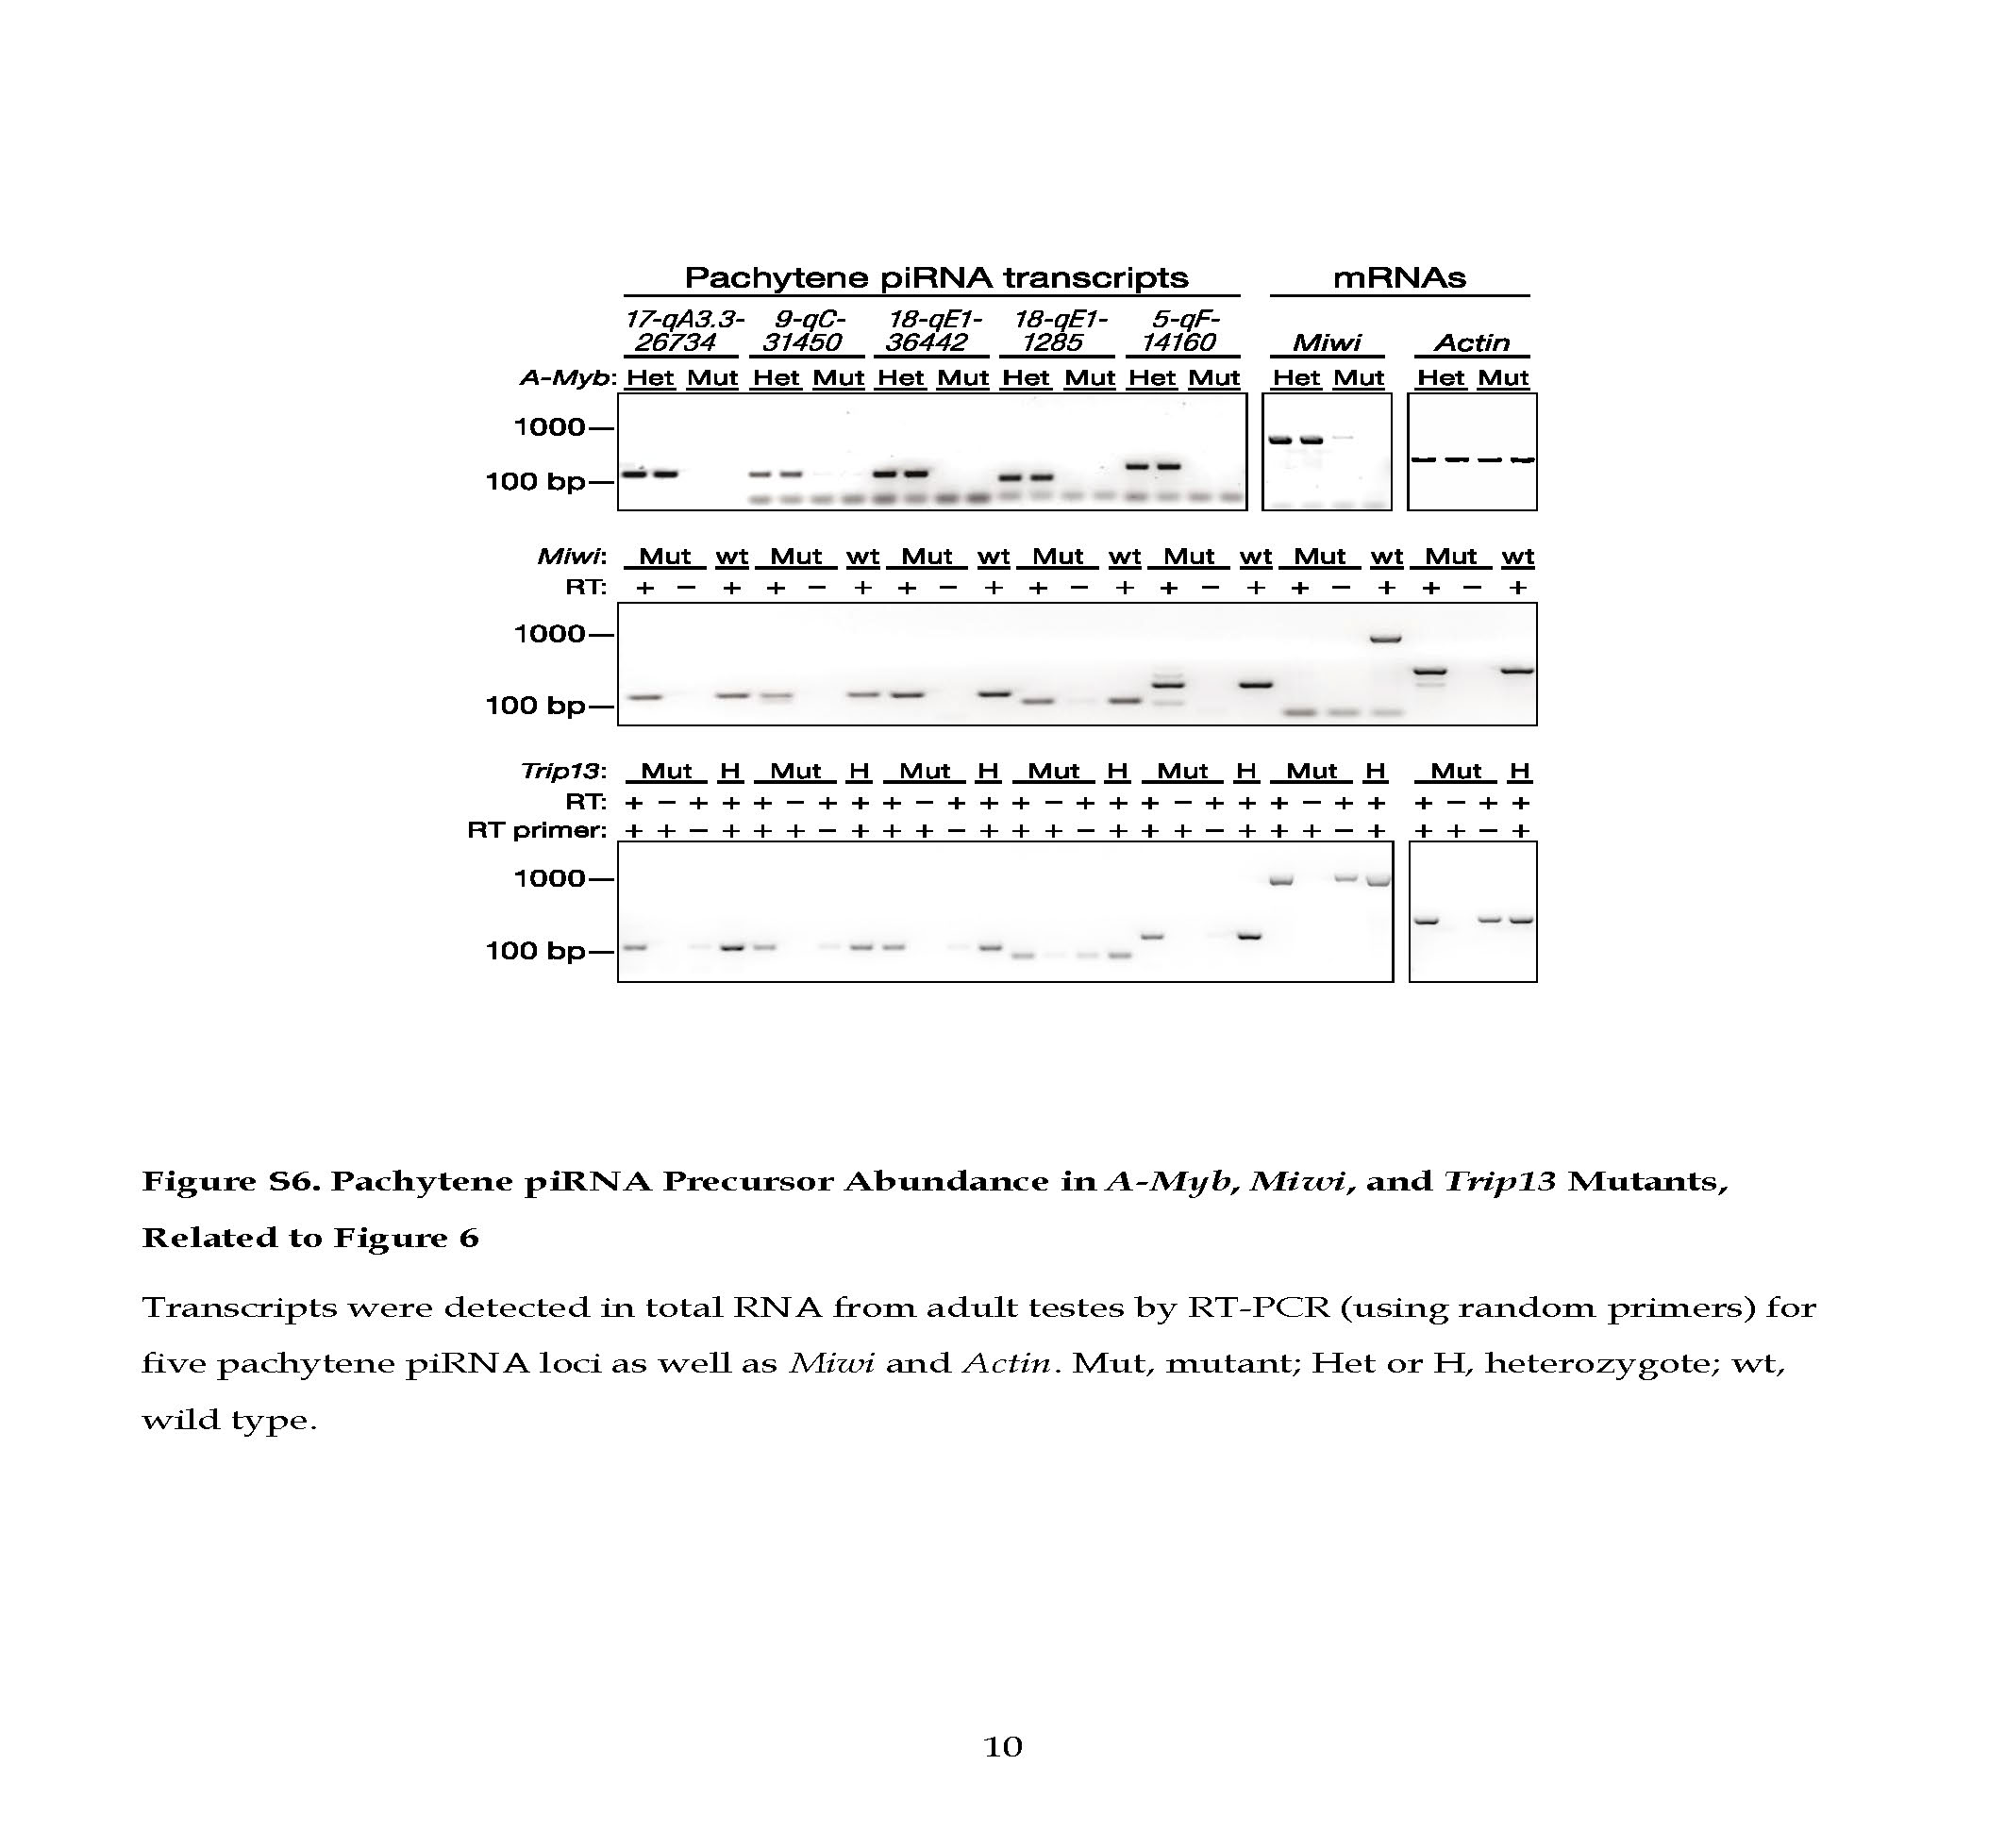 Pachytene piRNA transcripts mRNAs
17-qA3.3- 9-qC- 18-qE1- 18-qE1- 5-qF-
26734 31450 36442 1285 14160 Miwi Actin
A-Myb: Het Mut Het Mut Het Mut Het Mut Het Mut Het Mut Het Mut
1000
100 bp
Miwi: Mut wt Mut wt Mut wt Mut wt Mut wt Mut wt Mut wt
RT: + − + + − + + − + + − + + − + + − + + − +
1000
100 bp
Trip13: Mut H Mut H Mut H Mut H Mut H Mut H Mut H
RT: + − + + + − + + + − + + + − + + + − + + + − + + + − + +
RT primer: + + − + + + − + + + − + + + − + + + − + + + − + + + − +
1000
100 bp
Figure S6. Pachytene piRNA Precursor Abundance in A-Myb, Miwi, and Trip13 Mutants,
Related to Figure 6
Transcripts were detected in total RNA from adult testes by RT-PCR (using random primers) for
five pachytene piRNA loci as well as Miwi and Actin. Mut, mutant; Het or H, heterozygote; wt,
wild type.
10